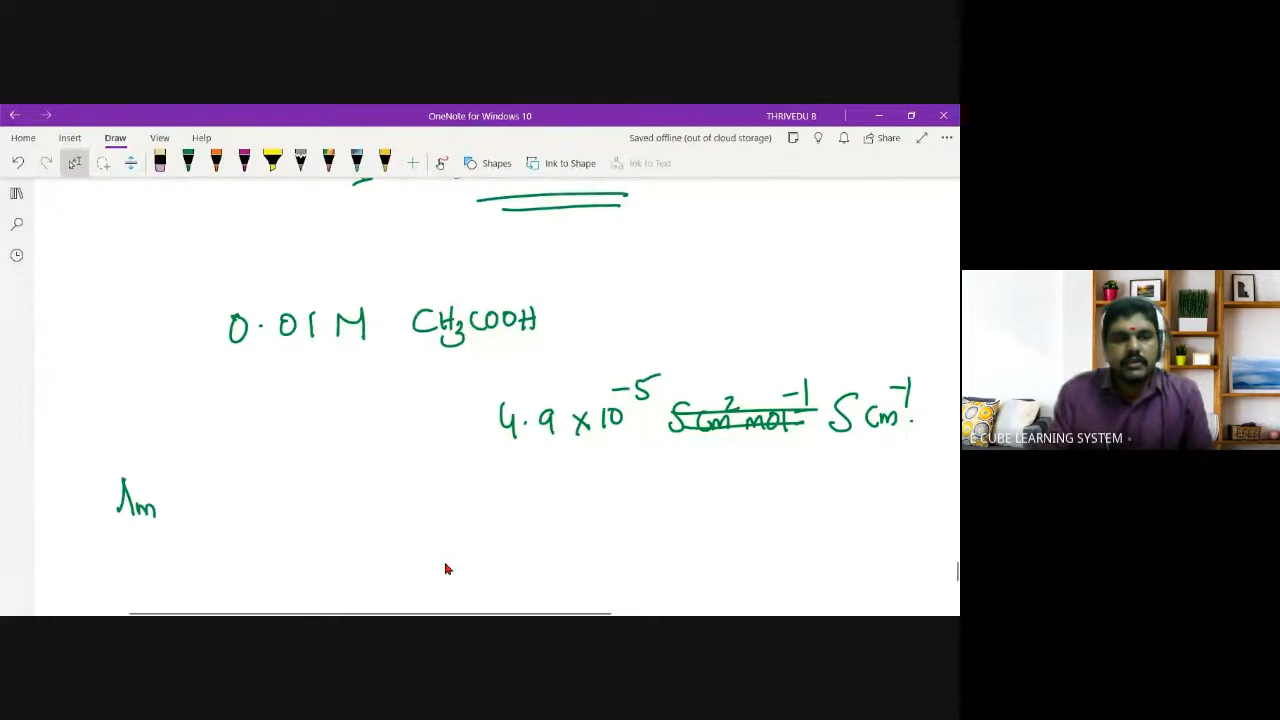 OneNote for Windows 10
THRIVEDU B
Home Insert Draw View Help
Saved offline (out of cloud storage)
Share
Shapes
Ink to Shape
Ink to Text
0.01 M CH₃COOH
4.9 × 10⁻⁵ S cm² mol⁻¹ S cm⁻¹.
Λm
C CUBE LEARNING SYSTEM